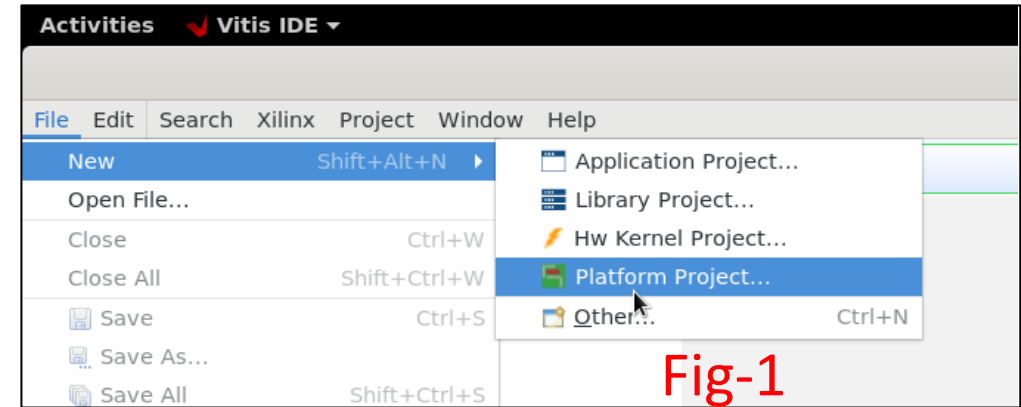 Activities Vitis IDE
File Edit Search Xilinx Project Window Help
New Shift+Alt+N
Open File...
Close Ctrl+W
Close All Shift+Ctrl+W
Save Ctrl+S
Save As...
Save All Shift+Ctrl+S
Application Project...
Library Project...
Hw Kernel Project...
Platform Project...
Other... Ctrl+N
Fig-1